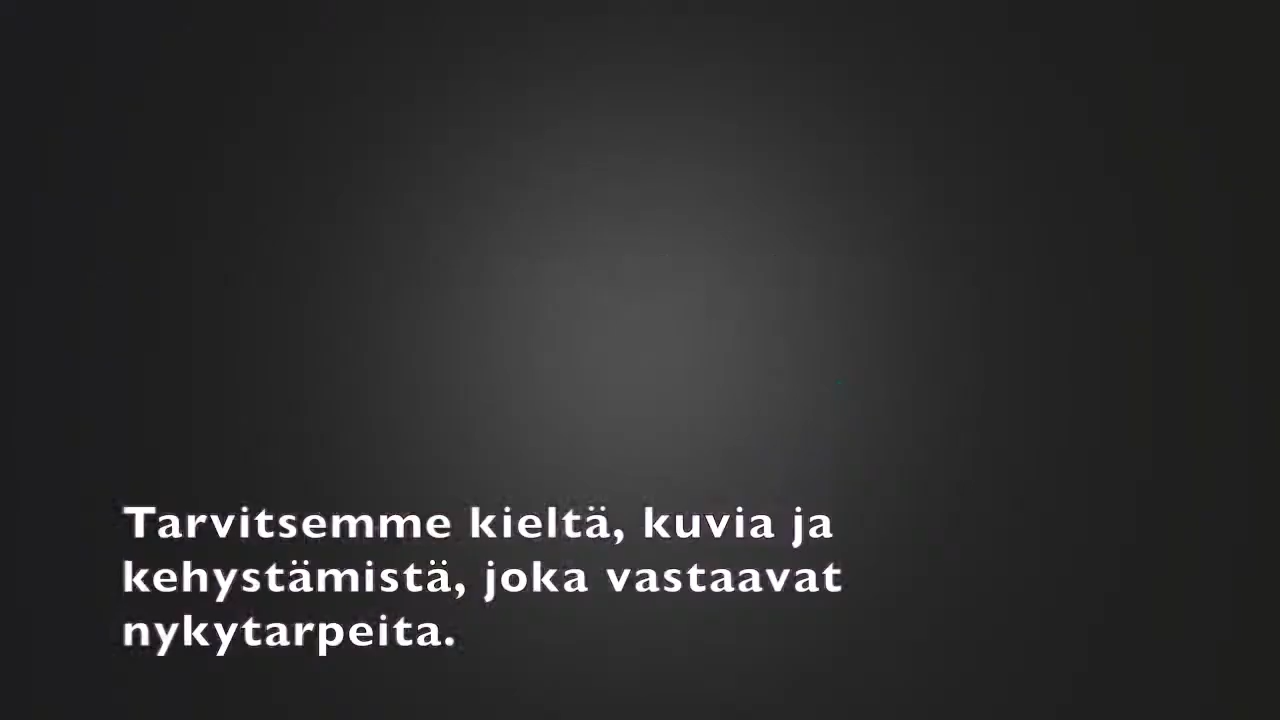 Tarvitsemme kieltä, kuvia ja
kehystämistä, joka vastaavat
nykytarpeita.